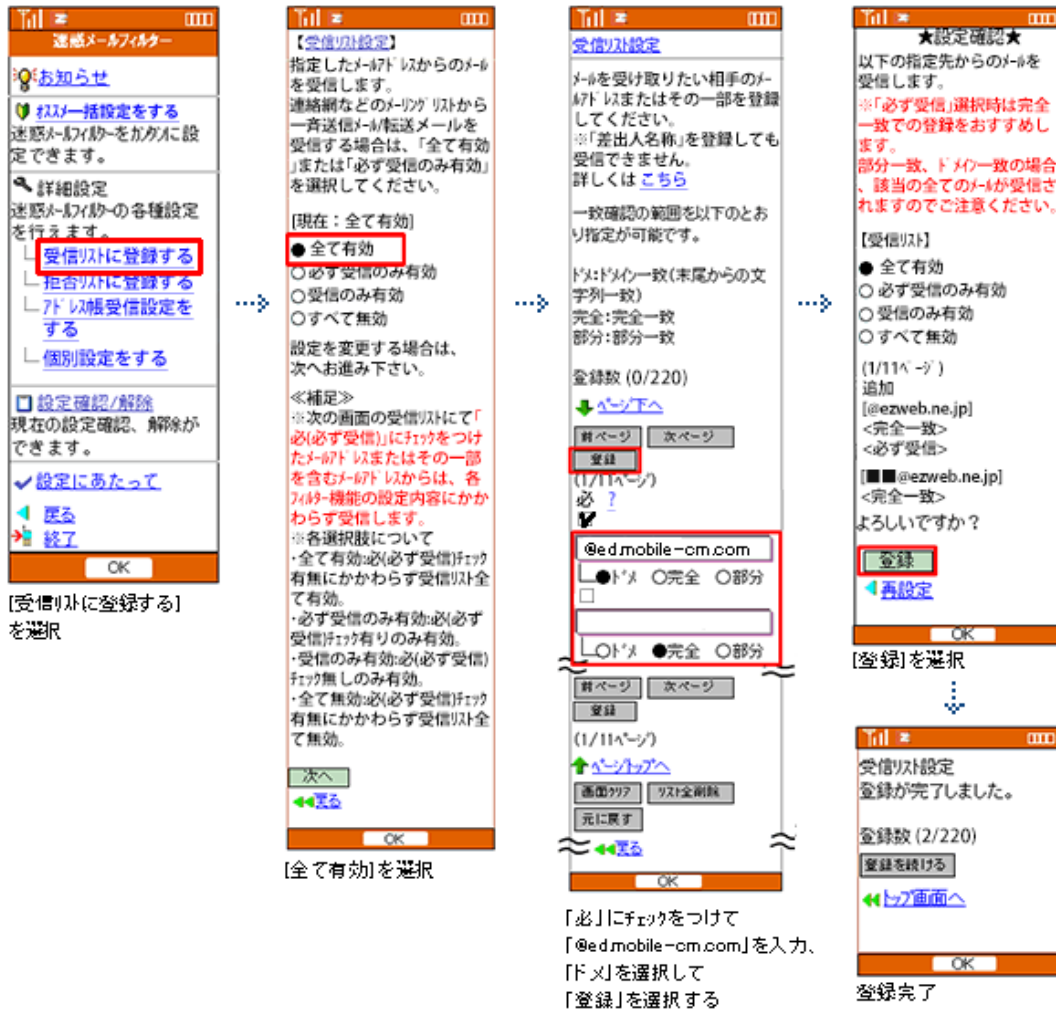 迷惑メールフィルター
お知らせ
オススメ一括設定をする
迷惑メールフィルターをカンタンに設
定できます。
詳細設定
迷惑メールフィルターの各種設定
を行えます。
受信リストに登録する
拒否リストに登録する
アドレス帳受信設定を
する
個別設定をする
設定確認/解除
現在の設定確認、解除が
できます。
設定にあたって
戻る
終了
OK
[受信リストに登録する]
を選択
【受信リスト設定】
指定したメールアドレスからのメール
を受信します。
連絡網などのメーリングリストから
一斉送信メール/転送メールを
受信する場合は、「全て有効
」または「必ず受信のみ有効」
を選択してください。
[現在：全て有効]
● 全て有効
○必ず受信のみ有効
○受信のみ有効
○すべて無効
設定を変更する場合は、
次へお進み下さい。
≪補足≫
※次の画面の受信リストにて「
必(必ず受信)」にチェックをつけ
たメールアドレスまたはその一部
を含むメールアドレスからは、各
フィルター機能の設定内容にかか
わらず受信します。
※各選択肢について
・全て有効:必(必ず受信)チェック
有無にかかわらず受信リスト全
て有効。
・必ず受信のみ有効:必(必ず
受信)チェック有りのみ有効。
・受信のみ有効:必(必ず受信)
チェック無しのみ有効。
・全て無効:必(必ず受信)チェック
有無にかかわらず受信リスト全
て無効。
次へ
戻る
OK
[全て有効]を選択
受信リスト設定
メールを受け取りたい相手のメー
ルアドレスまたはその一部を登録
してください。
※「差出人名称」を登録しても
受信できません。
詳しくは こちら
一致確認の範囲を以下のとお
り指定が可能です。
ドメ:ドメイン一致(末尾からの文
字列一致)
完全:完全一致
部分:部分一致
登録数 (0/220)
ページ下へ
前ページ 次ページ
登録
(1/11ページ)
必 ?
@ed.mobile-cm.com
●ドメ ○完全 ○部分
○ドメ ●完全 ○部分
前ページ 次ページ
登録
(1/11ページ)
ページトップへ
画面クリア リスト全削除
元に戻す
戻る
OK
「必」にチェックをつけて
「@ed.mobile-cm.com」を入力、
「ドメ」を選択して
「登録」を選択する
★設定確認★
以下の指定先からのメールを
受信します。
※「必ず受信」選択時は完全
一致での登録をおすすめし
ます。
部分一致、ドメイン一致の場合
、該当の全てのメールが受信さ
れますのでご注意ください。
【受信リスト】
● 全て有効
○ 必ず受信のみ有効
○ 受信のみ有効
○ すべて無効
(1/11ページ)
追加
[@ezweb.ne.jp]
<完全一致>
<必ず受信>
[■■@ezweb.ne.jp]
<完全一致>
よろしいですか？
登録
再設定
OK
[登録]を選択
受信リスト設定
登録が完了しました。
登録数 (2/220)
登録を続ける
トップ画面へ
OK
登録完了